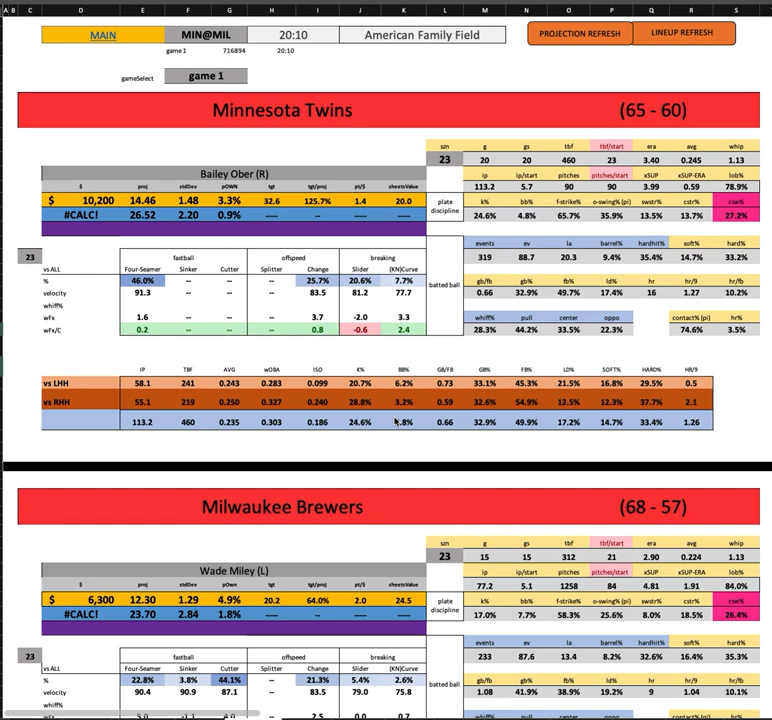 C D E F G H I J K L M N O P Q R S
MAIN MIN@MIL 20:10 American Family Field PROJECTION REFRESH LINEUP REFRESH
game 1 716894 20:10
gameSelect game 1
Minnesota Twins (65 - 60)
szn g gs tbf tbf/start era avg whip
23 20 20 460 23 3.40 0.245 1.13
Bailey Ober (R) ip ip/start pitches pitches/start xSUP xSUP-ERA lob%
113.2 5.7 90 90 3.99 0.59 78.9%
$ proj stdDev pOWN tgt tgt/proj pt/$ sheetsValue
$ 10,200 14.46 1.48 3.3% 32.6 125.7% 1.4 20.0 plate discipline k% bb% f-strike% o-swing% (pi) swstr% cstr% csw%
#CALC! 26.52 2.20 0.9% ---- -- ---- ---- 24.6% 4.8% 65.7% 35.9% 13.5% 13.7% 27.2%
events ev la barrel% hardhit% soft% hard%
23 fastball offspeed breaking 319 88.7 20.3 9.4% 35.4% 14.7% 33.2%
vs ALL Four-Seamer Sinker Cutter Splitter Change Slider (KN)Curve
% 46.0% -- -- -- 25.7% 20.6% 7.7% batted ball gb/fb gb% fb% ld% hr hr/9 hr/fb
velocity 91.3 -- -- -- 83.5 81.2 77.7 0.66 32.9% 49.7% 17.4% 16 1.27 10.2%
whiff%
wFx 1.6 -- -- -- 3.7 -2.0 3.3 whiff% pull center oppo contact% (pi) hr%
wFx/C 0.2 -- -- -- 0.8 -0.6 2.4 28.3% 44.2% 33.5% 22.3% 74.6% 3.5%
IP TBF AVG wOBA ISO K% BB% GB/FB GB% FB% LD% SOFT% HARD% HR/9
vs LHH 58.1 241 0.243 0.283 0.099 20.7% 6.2% 0.73 33.1% 45.3% 21.5% 16.8% 29.5% 0.5
vs RHH 55.1 219 0.250 0.327 0.240 28.8% 3.2% 0.59 32.6% 54.9% 12.5% 12.3% 37.7% 2.1
113.2 460 0.235 0.303 0.186 24.6% .8% 0.66 32.9% 49.9% 17.2% 14.7% 33.4% 1.26
Milwaukee Brewers (68 - 57)
szn g gs tbf tbf/start era avg whip
23 15 15 312 21 2.90 0.224 1.13
Wade Miley (L) ip ip/start pitches pitches/start xSUP xSUP-ERA lob%
77.2 5.1 1258 84 4.81 1.91 84.0%
$ proj stdDev pOwn tgt tgt/proj pt/$ sheetsValue
$ 6,300 12.30 1.29 4.9% 20.2 64.0% 2.0 24.5 plate discipline k% bb% f-strike% o-swing% (pi) swstr% cstr% csw%
#CALC! 23.70 2.84 1.8% ---- -- ---- ---- 17.0% 7.7% 58.3% 25.6% 8.0% 18.5% 26.4%
events ev la barrel% hardhit% soft% hard%
23 fastball offspeed breaking 233 87.6 13.4 8.2% 32.6% 16.4% 35.3%
vs ALL Four-Seamer Sinker Cutter Splitter Change Slider (KN)Curve
% 22.8% 3.8% 44.1% -- 21.3% 5.4% 2.6% batted ball gb/fb gb% fb% ld% hr hr/9 hr/fb
velocity 90.4 90.9 87.1 -- 83.5 79.0 75.8 1.08 41.9% 38.9% 19.2% 9 1.04 10.1%
whiff%